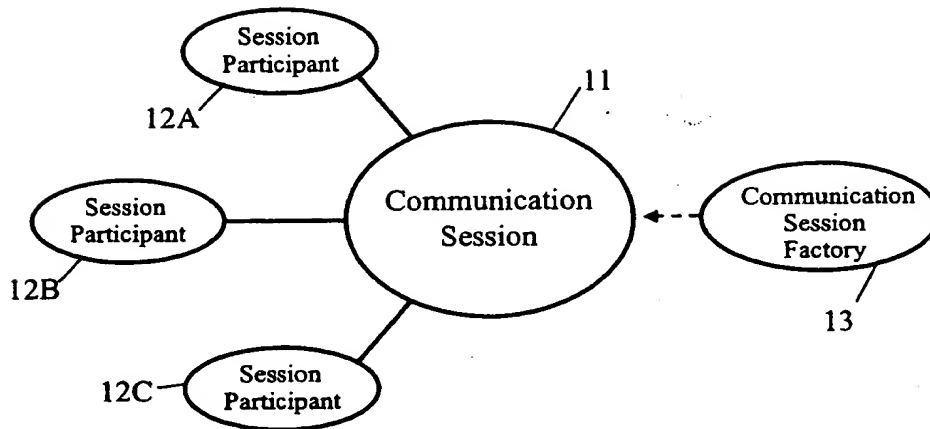 Session
Participant
12A
11
Communication
Session
Communication
Session
Factory
13
Session
Participant
12B
Session
Participant
12C